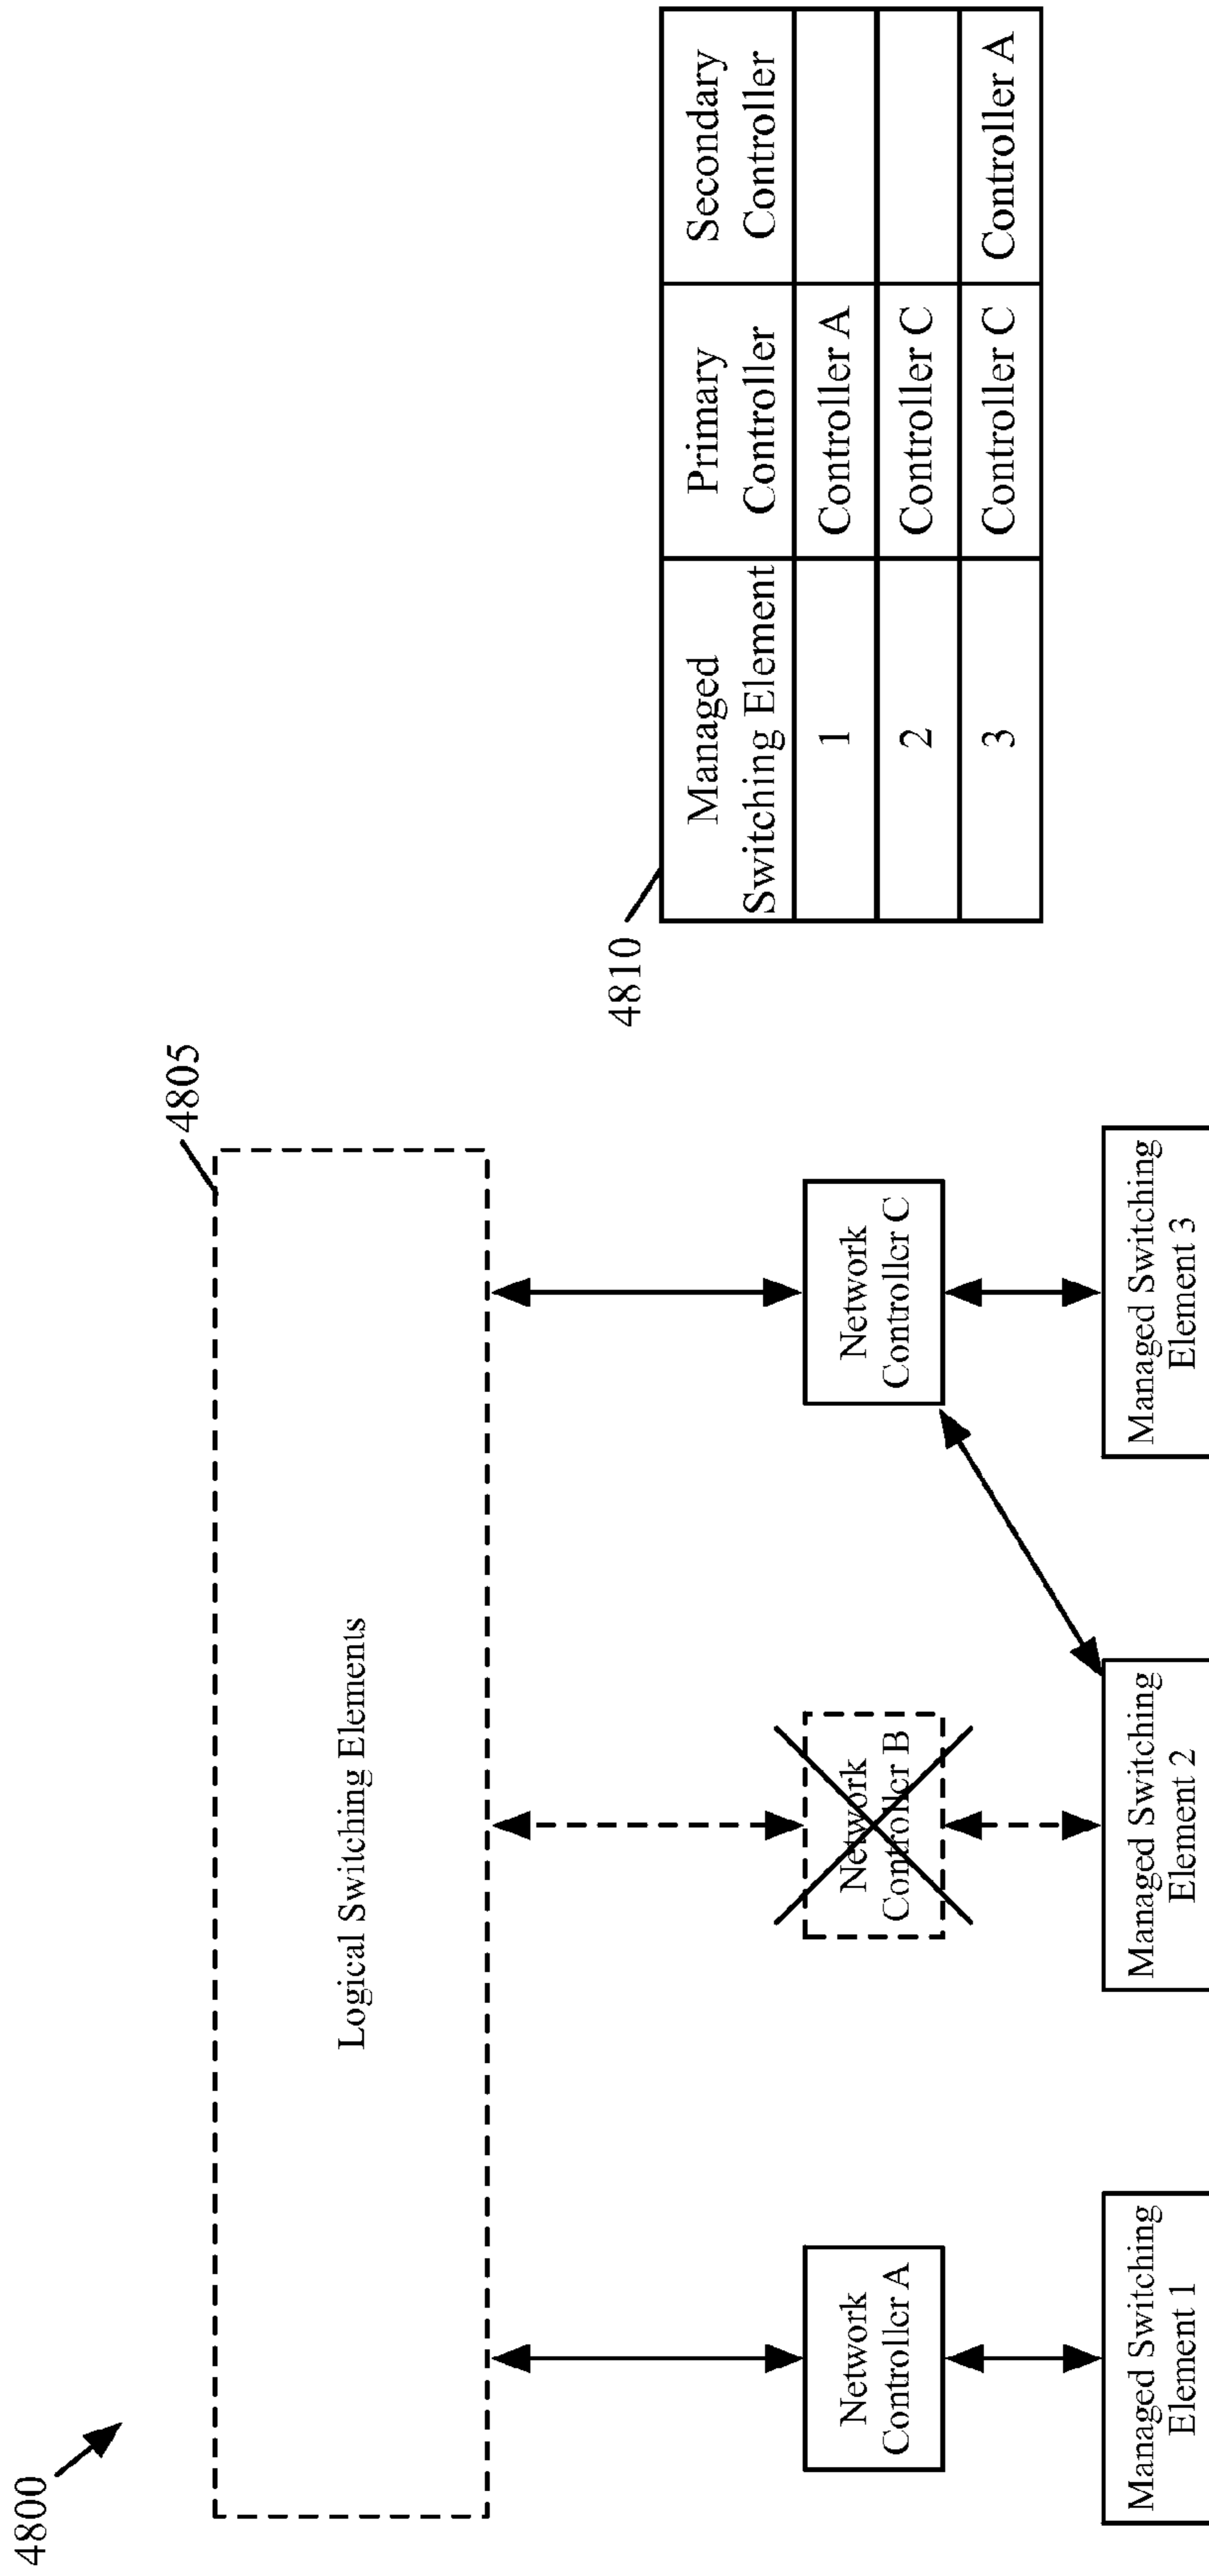 4800
4805
Logical Switching Elements
Network
Controller A
Network
Controller B
Network
Controller C
Managed Switching
Element 1
Managed Switching
Element 2
Managed Switching
Element 3
4810
Managed
Switching Element
Primary
Controller
Secondary
Controller
1
Controller A
2
Controller C
3
Controller C
Controller A